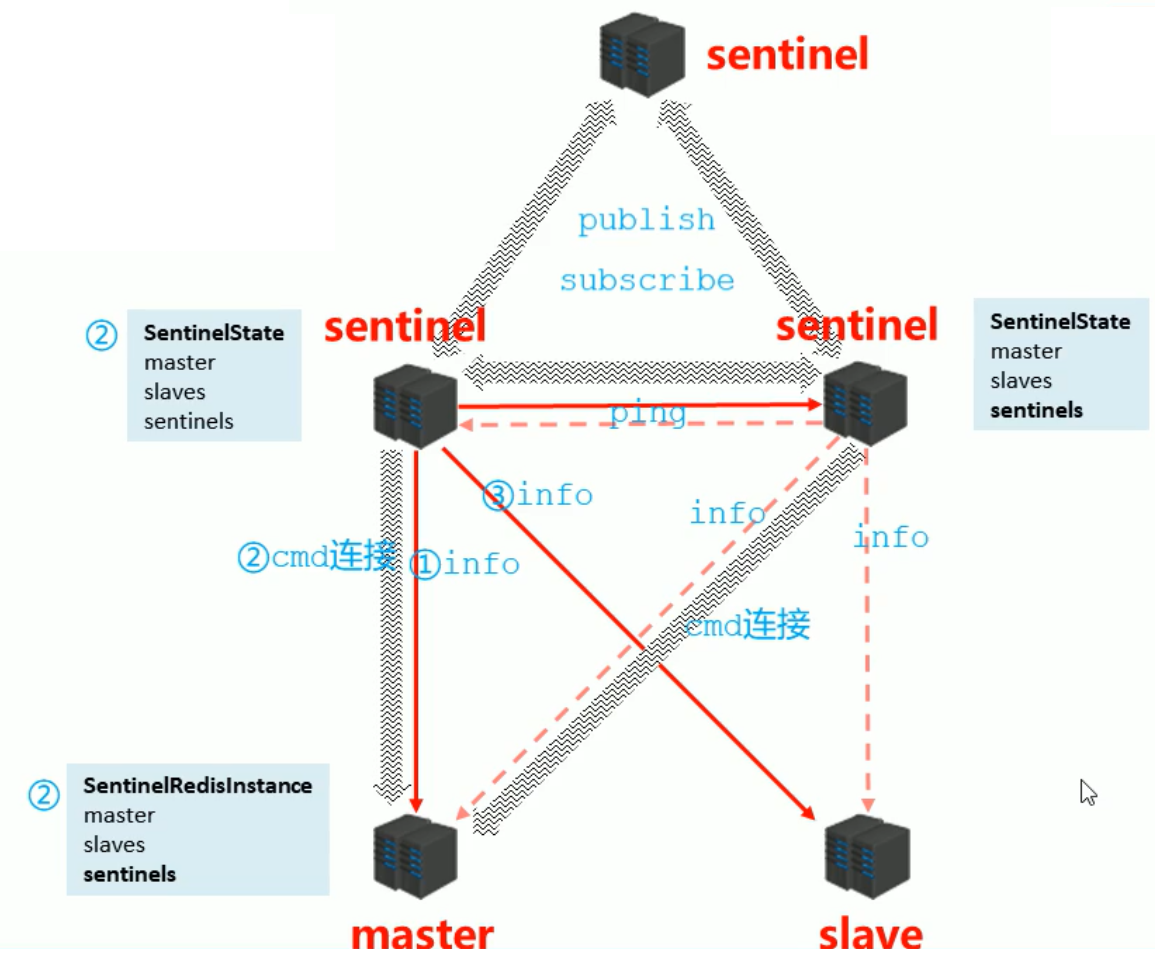 sentinel
publish
subscribe
sentinel
sentinel
②
SentinelState
master
slaves
sentinels
SentinelState
master
slaves
sentinels
ping
③info
info
info
②cmd连接
①info
cmd连接
②
SentinelRedisInstance
master
slaves
sentinels
master
slave